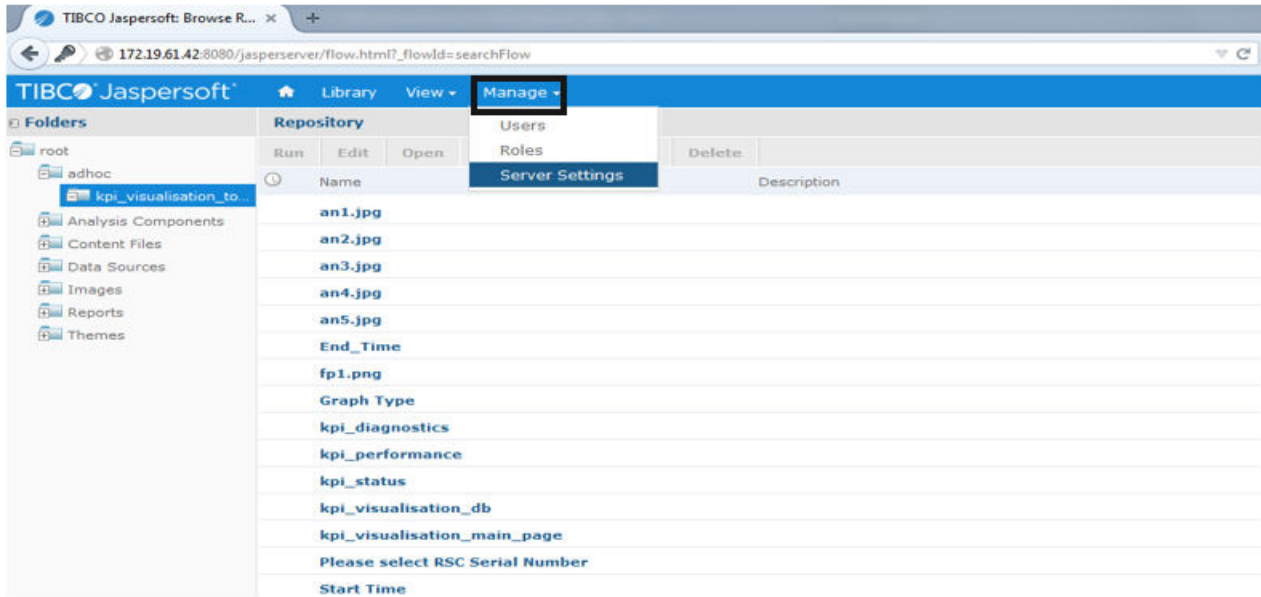 TIBCO Jaspersoft: Browse R... × +
172.19.61.42:8080/jasperserver/flow.html?_flowId=searchFlow
TIBCO Jaspersoft Library View Manage
Folders
root
adhoc
kpi_visualisation_to...
Analysis Components
Content Files
Data Sources
Images
Reports
Themes
Repository
Run Edit Open Delete
Users
Roles
Server Settings
Name Description
an1.jpg
an2.jpg
an3.jpg
an4.jpg
an5.jpg
End_Time
fp1.png
Graph Type
kpi_diagnostics
kpi_performance
kpi_status
kpi_visualisation_db
kpi_visualisation_main_page
Please select RSC Serial Number
Start Time